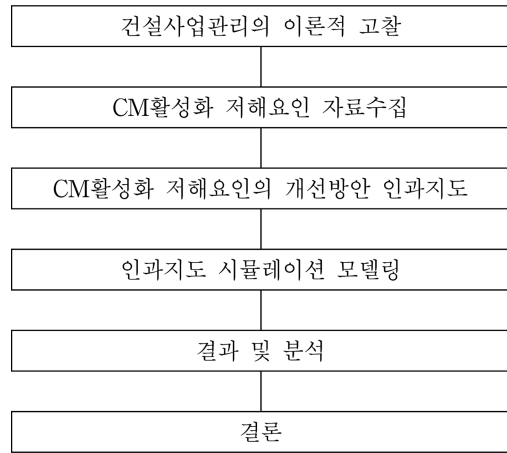 건설사업관리의 이론적 고찰
CM활성화 저해요인 자료수집
CM활성화 저해요인의 개선방안 인과지도
인과지도 시뮬레이션 모델링
결과 및 분석
결론